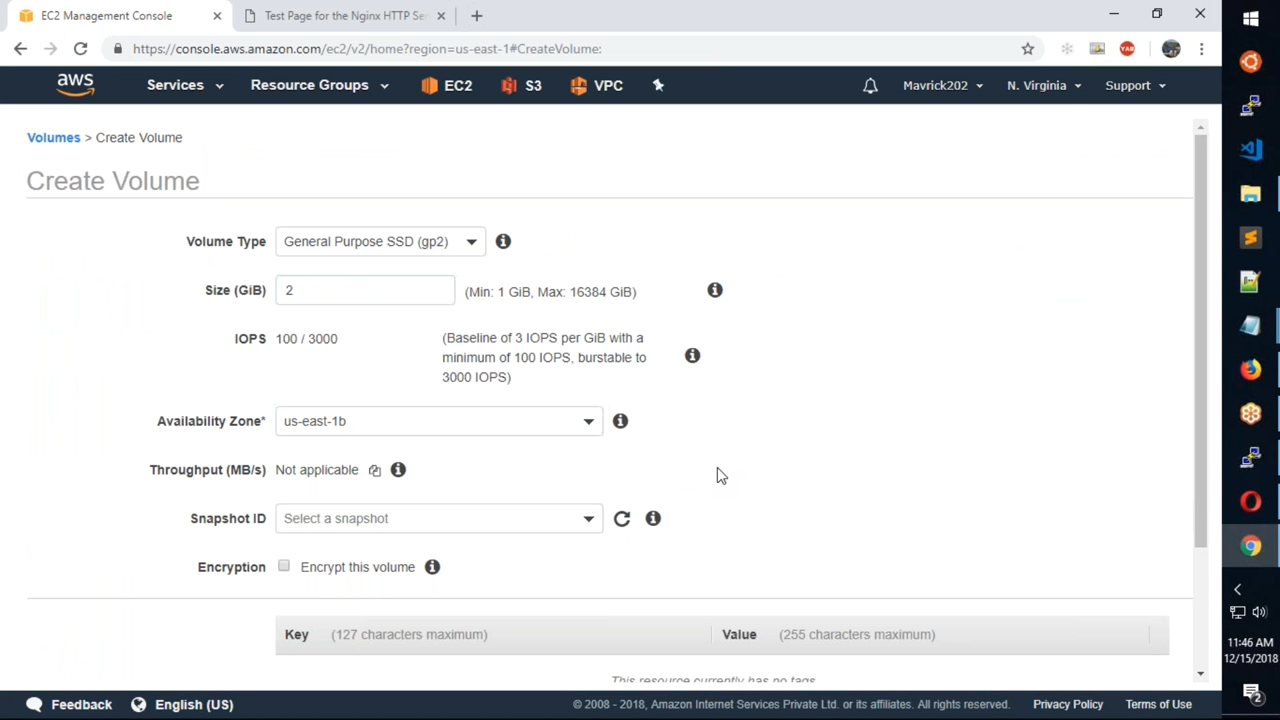 EC2 Management Console
Test Page for the Nginx HTTP Ser
https://console.aws.amazon.com/ec2/v2/home?region=us-east-1#CreateVolume:
YAB
aws
Services
Resource Groups
EC2
S3
VPC
Mavrick202
N. Virginia
Support
Volumes > Create Volume
Create Volume
Volume Type
General Purpose SSD (gp2)
Size (GiB)
2
(Min: 1 GiB, Max: 16384 GiB)
IOPS
100 / 3000
(Baseline of 3 IOPS per GiB with a
minimum of 100 IOPS, burstable to
3000 IOPS)
Availability Zone*
us-east-1b
Throughput (MB/s)
Not applicable
Snapshot ID
Select a snapshot
Encryption
Encrypt this volume
Key
(127 characters maximum)
Value
(255 characters maximum)
This resource currently has no tags
Feedback
English (US)
© 2008 - 2018, Amazon Internet Services Private Ltd. or its affiliates. All rights reserved.
Privacy Policy
Terms of Use
11:46 AM
12/15/2018
2